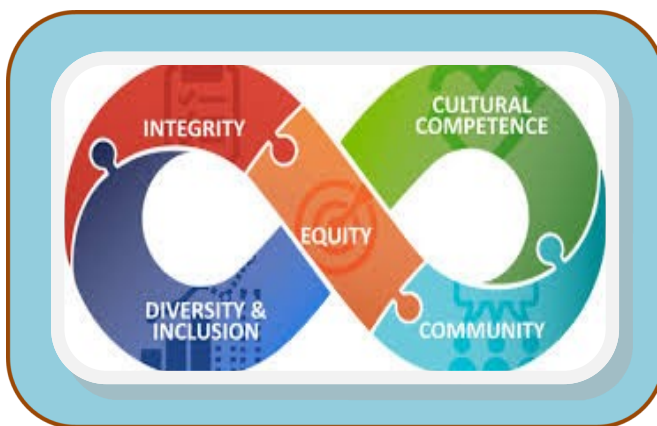 INTEGRITY
CULTURAL
COMPETENCE
EQUITY
DIVERSITY &
INCLUSION
COMMUNITY